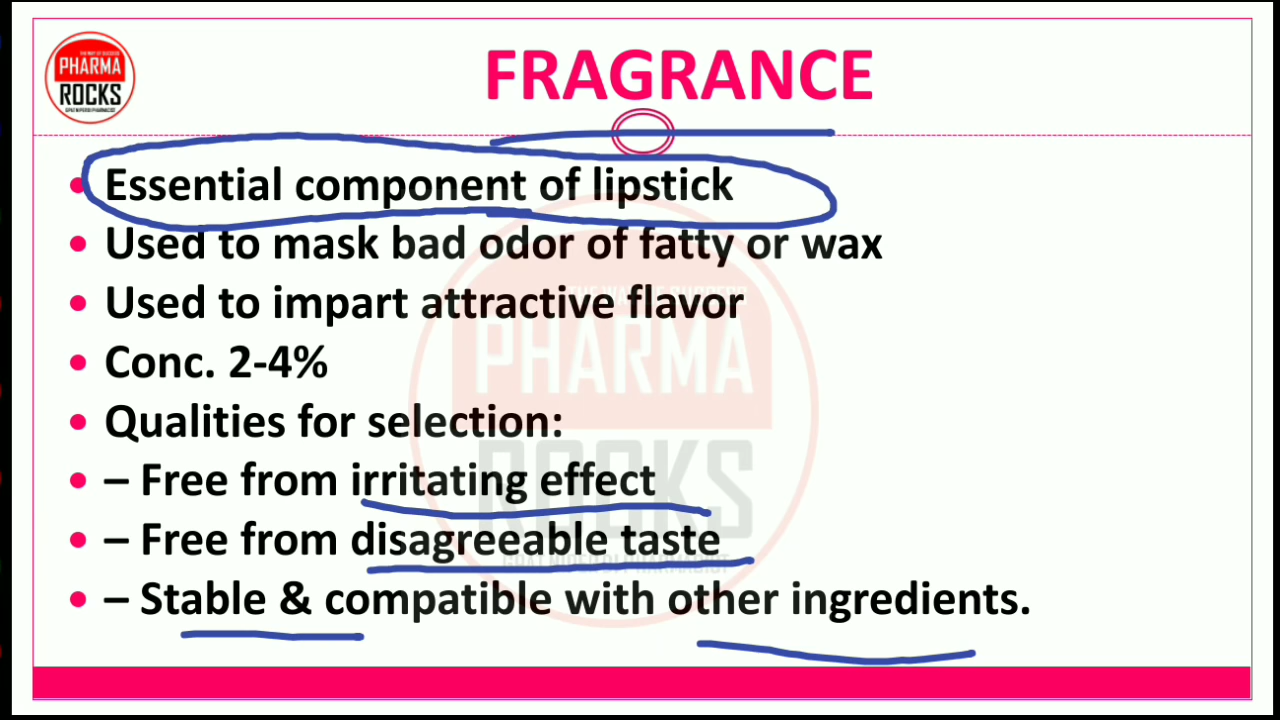 FRAGRANCE
PHARMA
ROCKS
• Essential component of lipstick
• Used to mask bad odor of fatty or wax
• Used to impart attractive flavor
• Conc. 2-4%
• Qualities for selection:
• – Free from irritating effect
• – Free from disagreeable taste
• – Stable & compatible with other ingredients.
PHARMA
ROCKS